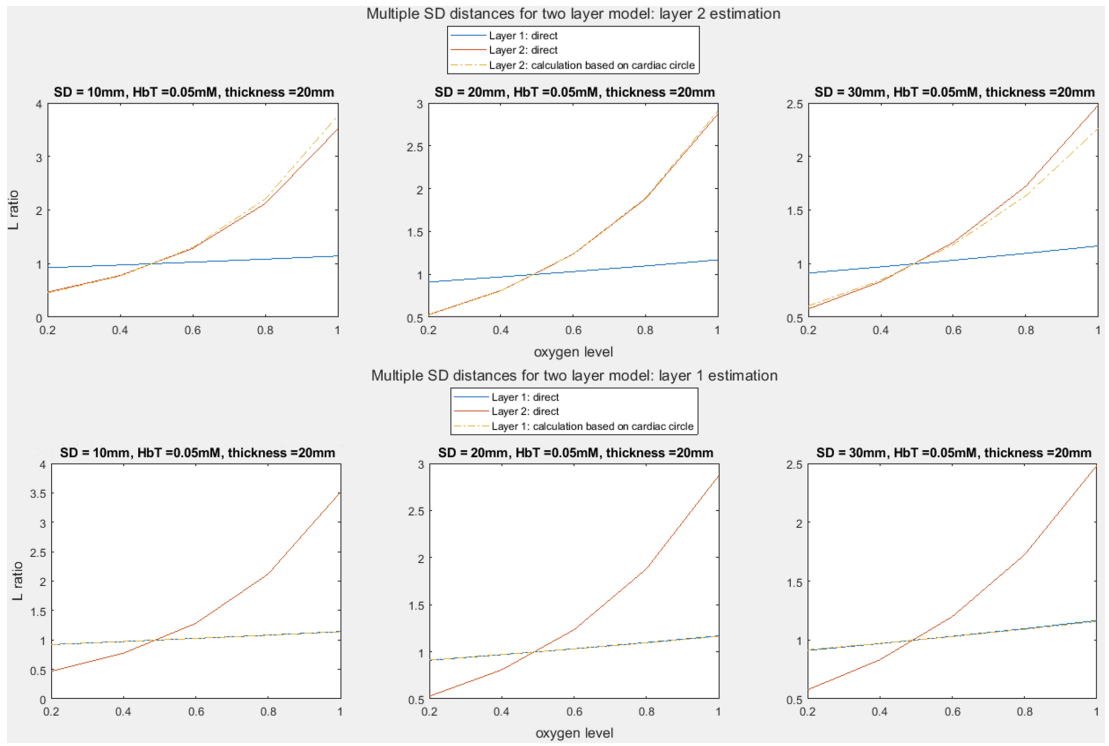 Multiple SD distances for two layer model: layer 2 estimation
Layer 1: direct
Layer 2: direct
Layer 2: calculation based on cardiac circle
SD = 10mm, HbT =0.05mM, thickness =20mm
SD = 20mm, HbT =0.05mM, thickness =20mm
SD = 30mm, HbT =0.05mM, thickness =20mm
L ratio
4
3
2
1
0
0.2 0.4 0.6 0.8 1
3
2.5
2
1.5
1
0.5
0.2 0.4 0.6 0.8 1
2.5
2
1.5
1
0.5
0.2 0.4 0.6 0.8 1
oxygen level
Multiple SD distances for two layer model: layer 1 estimation
Layer 1: direct
Layer 2: direct
Layer 1: calculation based on cardiac circle
SD = 10mm, HbT =0.05mM, thickness =20mm
SD = 20mm, HbT =0.05mM, thickness =20mm
SD = 30mm, HbT =0.05mM, thickness =20mm
L ratio
4
3.5
3
2.5
2
1.5
1
0.5
0
0.2 0.4 0.6 0.8 1
3
2.5
2
1.5
1
0.5
0.2 0.4 0.6 0.8 1
2.5
2
1.5
1
0.5
0.2 0.4 0.6 0.8 1
oxygen level